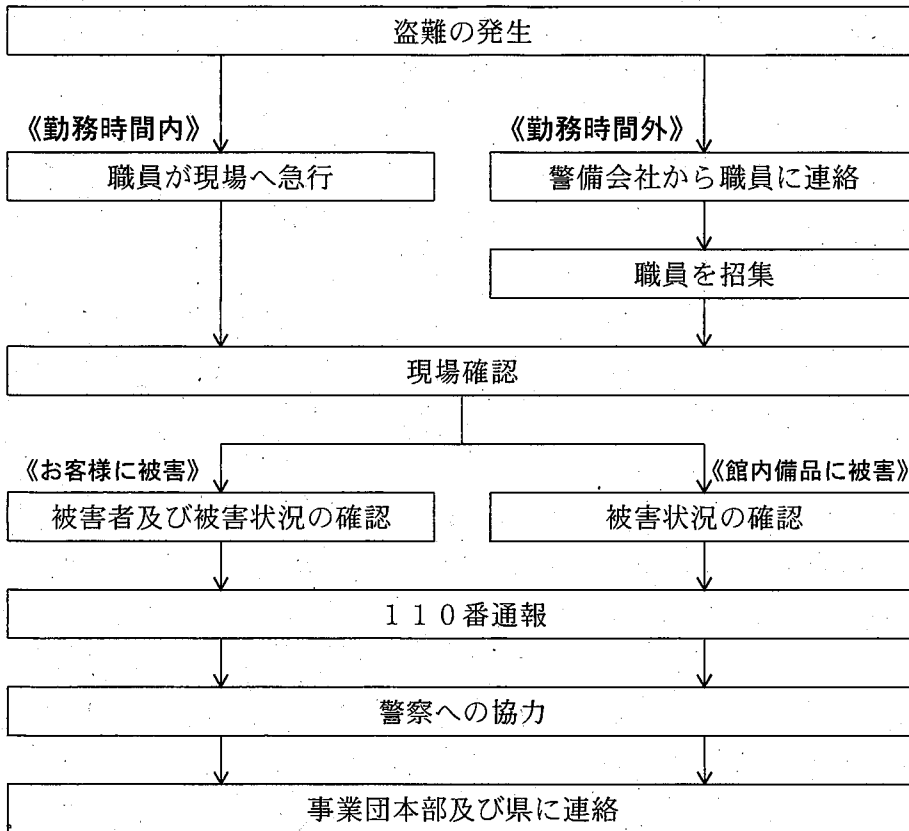 盗難の発生
《勤務時間内》
《勤務時間外》
職員が現場へ急行
警備会社から職員に連絡
職員を招集
現場確認
《お客様に被害》
《館内備品に被害》
被害者及び被害状況の確認
被害状況の確認
１１０番通報
警察への協力
事業団本部及び県に連絡